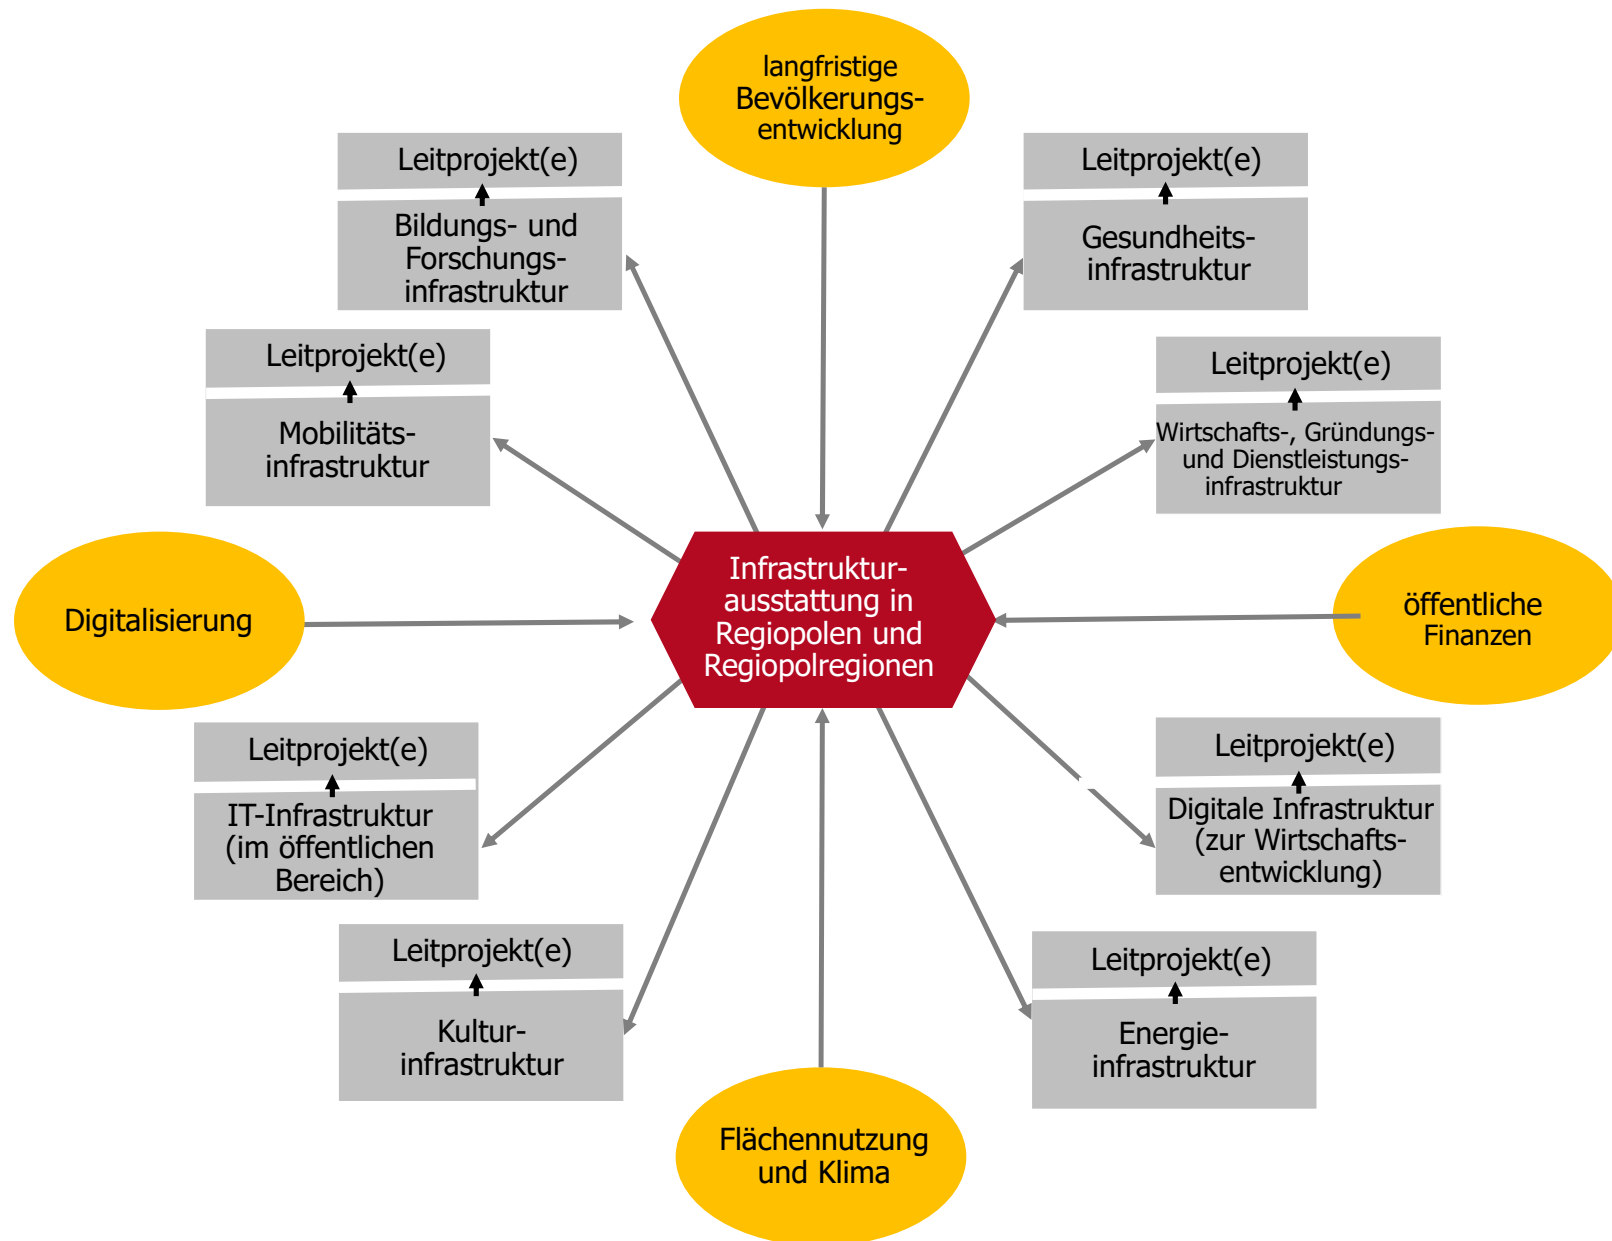 langfristige
Bevölkerungs-
entwicklung
Leitprojekt(e)
Bildungs- und
Forschungs-
infrastruktur
Leitprojekt(e)
Gesundheits-
infrastruktur
Leitprojekt(e)
Mobilitäts-
infrastruktur
Leitprojekt(e)
Wirtschafts-, Gründungs-
und Dienstleistungs-
infrastruktur
Digitalisierung
Infrastruktur-
ausstattung in
Regiopolen und
Regiopolregionen
öffentliche
Finanzen
Leitprojekt(e)
IT-Infrastruktur
(im öffentlichen
Bereich)
Leitprojekt(e)
Digitale Infrastruktur
(zur Wirtschafts-
entwicklung)
Leitprojekt(e)
Kultur-
infrastruktur
Leitprojekt(e)
Energie-
infrastruktur
Flächennutzung
und Klima